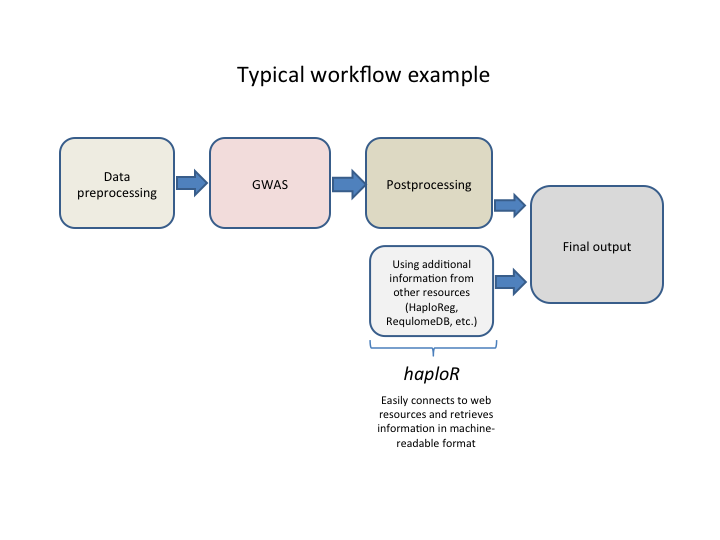 Typical workflow example
Data
preprocessing
GWAS
Postprocessing
Final output
Using additional
information from
other resources
(HaploReg,
RequlomeDB, etc.)
haploR
Easily connects to web
resources and retrieves
information in machine-
readable format